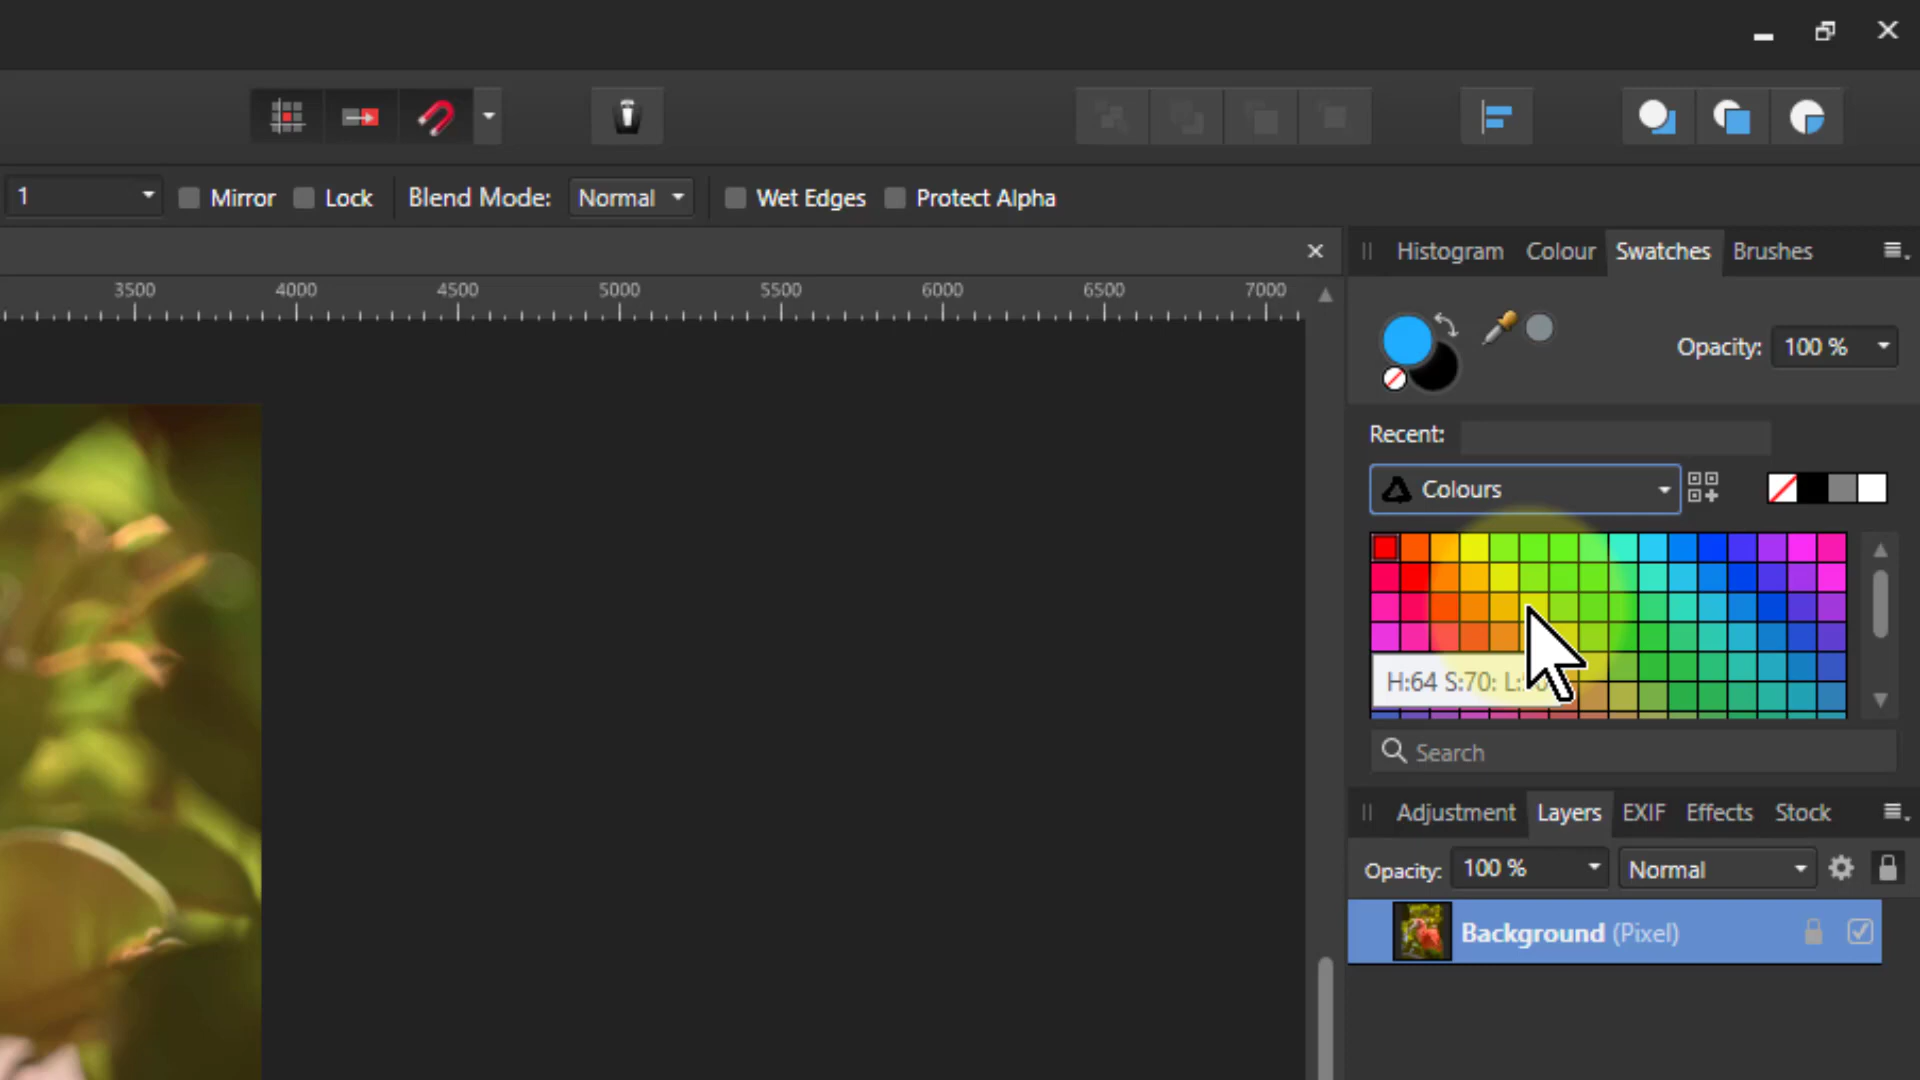 1 Mirror Lock Blend Mode: Normal Wet Edges Protect Alpha
Histogram Colour Swatches Brushes
3500 4000 4500 5000 5500 6000 6500 7000
Opacity: 100 %
Recent:
Colours
H:64 S:70: L:
Search
Adjustment Layers EXIF Effects Stock
Opacity: 100 % Normal
Background (Pixel)